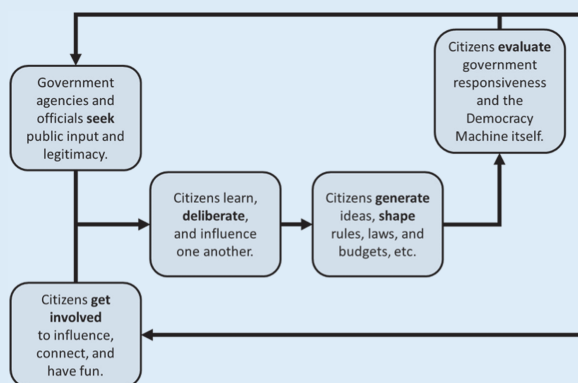 Government
agencies and
officials seek
public input and
legitimacy.
Citizens get
involved
to influence,
connect, and
have fun.
Citizens learn,
deliberate,
and influence
one another.
Citizens generate
ideas, shape
rules, laws, and
budgets, etc.
Citizens evaluate
government
responsiveness
and the
Democracy
Machine itself.